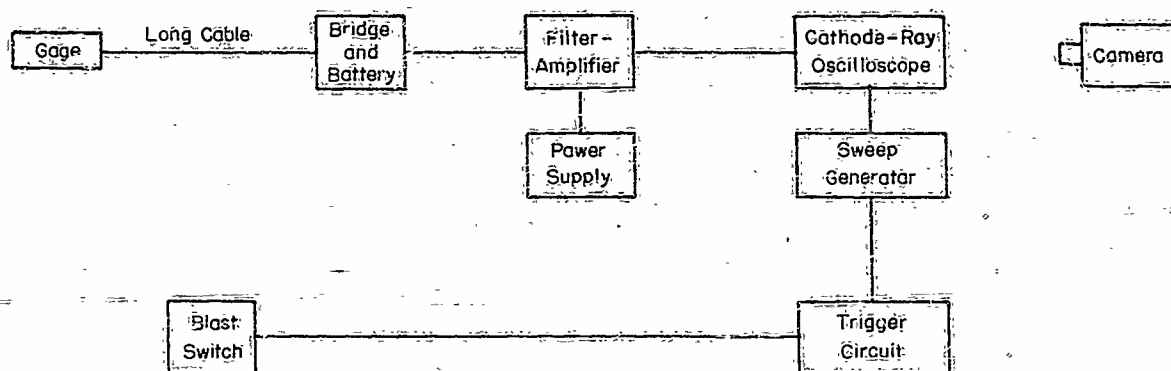 Gage
Long Cable
Bridge
and
Battery
Filter-
Amplifier
Cathode-Ray
Oscilloscope
Camera
Power
Supply
Sweep
Generator
Blast
Switch
Trigger
Circuit